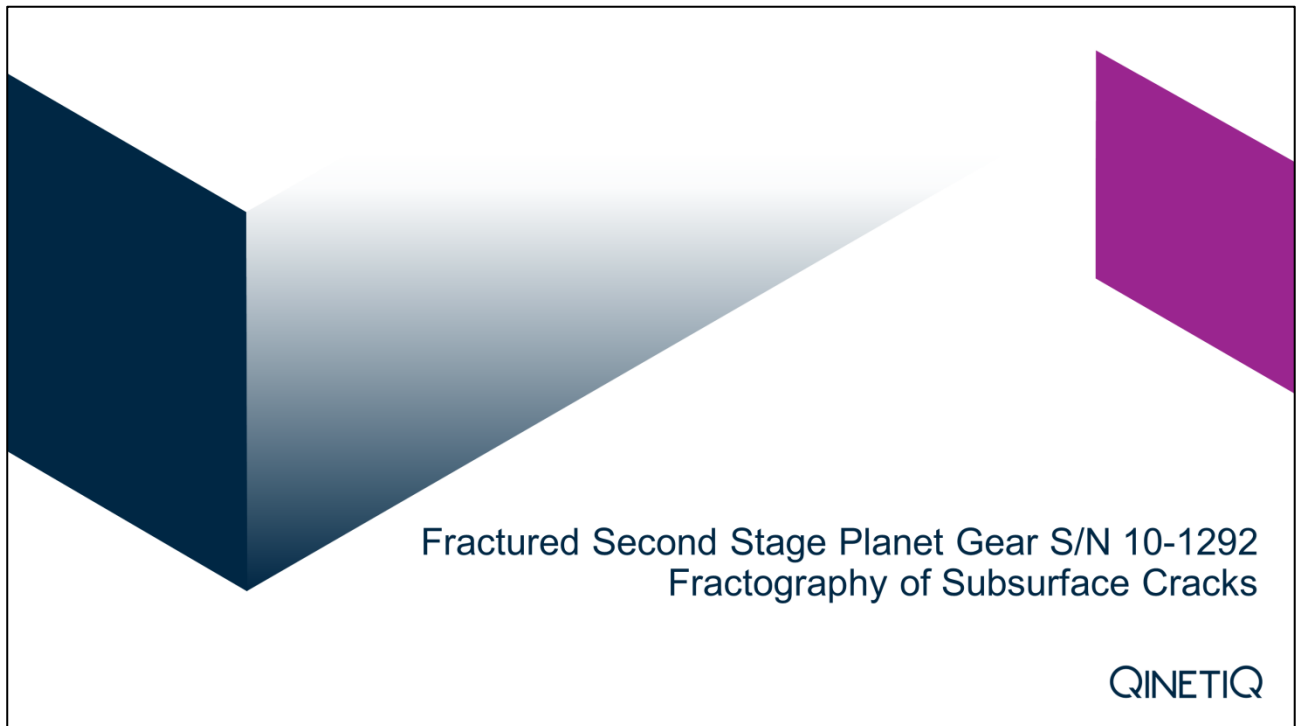 Fractured Second Stage Planet Gear S/N 10-1292
Fractography of Subsurface Cracks
QINETIQ